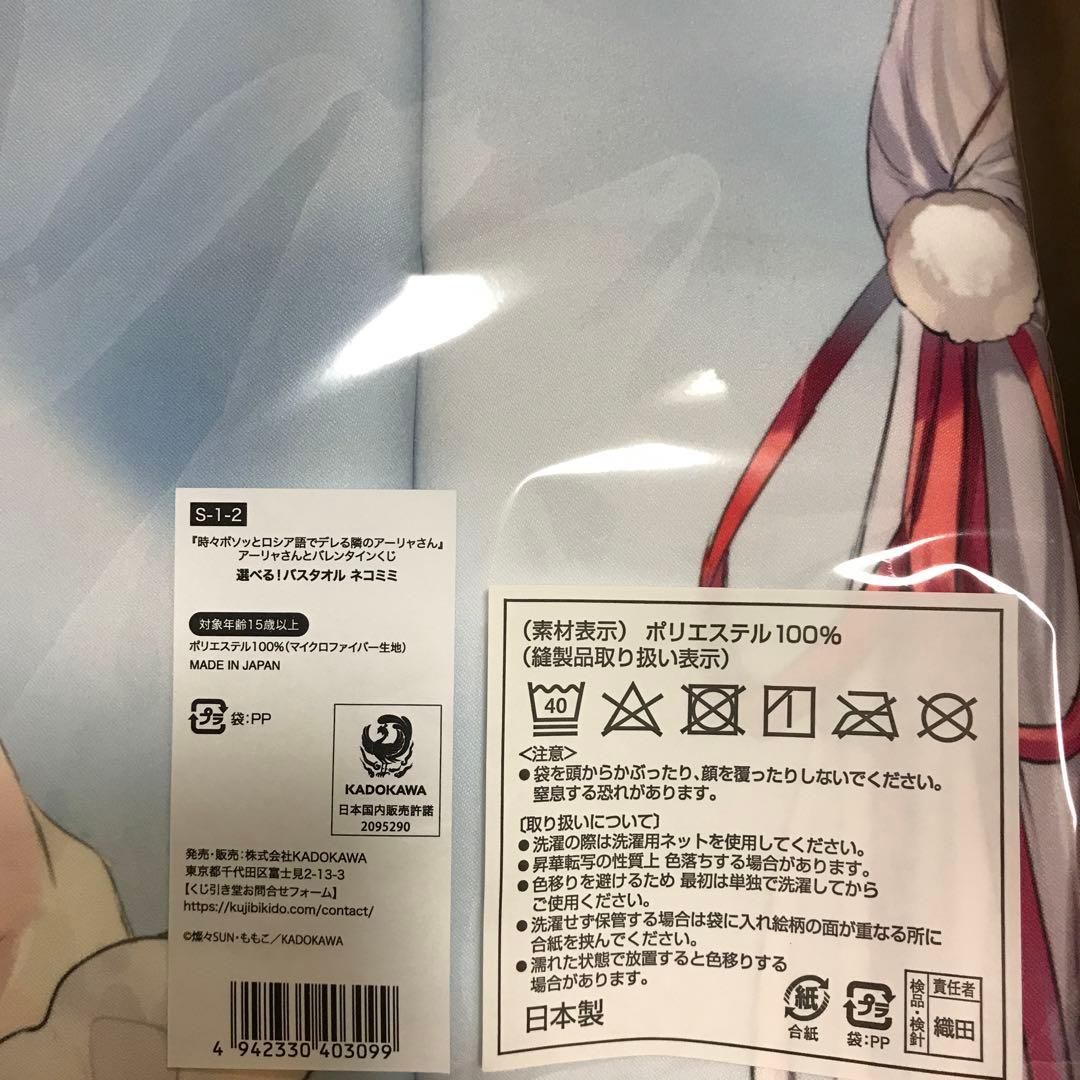 S-1-2
『時々ボソッとロシア語でデレる隣のアーリャさん』
アーリャさんとバレンタインくじ
選べる！バスタオル ネコミミ
対象年齢15歳以上
ポリエステル100%（マイクロファイバー生地）
MADE IN JAPAN
プラ 袋:PP
KADOKAWA
日本国内販売許諾
2095290
発売・販売：株式会社KADOKAWA
東京都千代田区富士見2-13-3
【くじ引き堂お問合せフォーム】
https://kujibikido.com/contact/
©燦々SUN・ももこ／KADOKAWA
4 942330 403099
（素材表示） ポリエステル100%
（縫製品取り扱い表示）
40
<注意>
●袋を頭からかぶったり、顔を覆ったりしないでください。
窒息する恐れがあります。
〔取り扱いについて〕
●洗濯の際は洗濯用ネットを使用してください。
●昇華転写の性質上 色落ちする場合があります。
●色移りを避けるため 最初は単独で洗濯してから
ご使用ください。
●洗濯せず保管する場合は袋に入れ絵柄の面が重なる所に
合紙を挟んでください。
●濡れた状態で放置すると色移りする
場合があります。
日本製
紙
合紙
プラ
袋:PP
検品・検針
責任者
織田